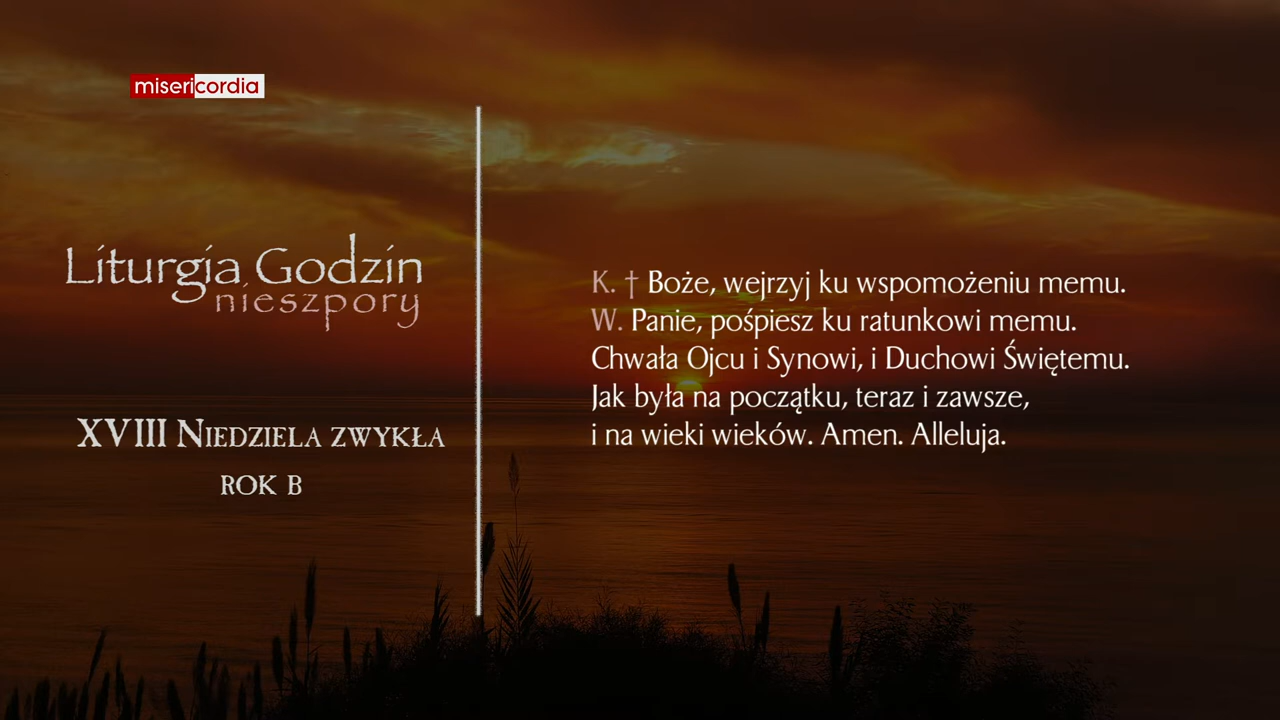 misericordia
Liturgia Godzin
nieszpory
XVIII Niedziela zwykła
rok B
K. † Boże, wejrzyj ku wspomożeniu memu.
W. Panie, pośpiesz ku ratunkowi memu.
Chwała Ojcu i Synowi, i Duchowi Świętemu.
Jak była na początku, teraz i zawsze,
i na wieki wieków. Amen. Alleluja.